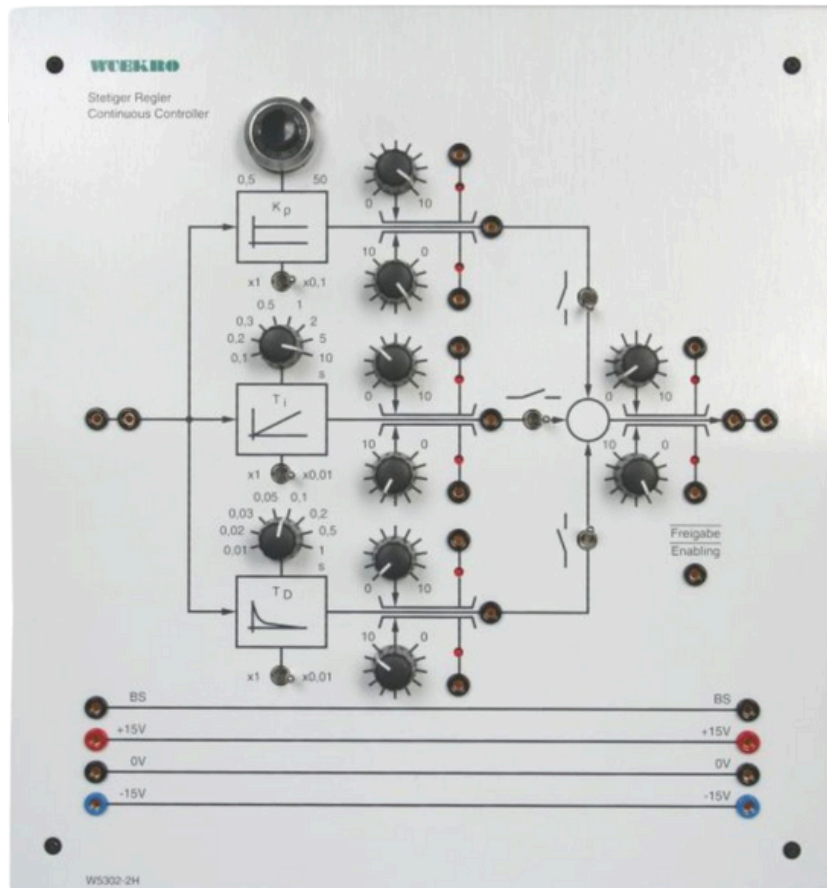 WUEKRO
Stetiger Regler
Continuous Controller
0,5 50
Kp
0 10
10 0
x1 x0,1
0.5 1
0,3 2
0,2 5
0,1 10
s
0 10
Ti
0 10
10 0
10 0
x1 x0,01
0,05 0,1
0,03 0,2
0,02 0,5
0,01 1
s
Freigabe
Enabling
0 10
TD
10 0
x1 x0,01
BS BS
+15V +15V
0V 0V
-15V -15V
W5302-2H